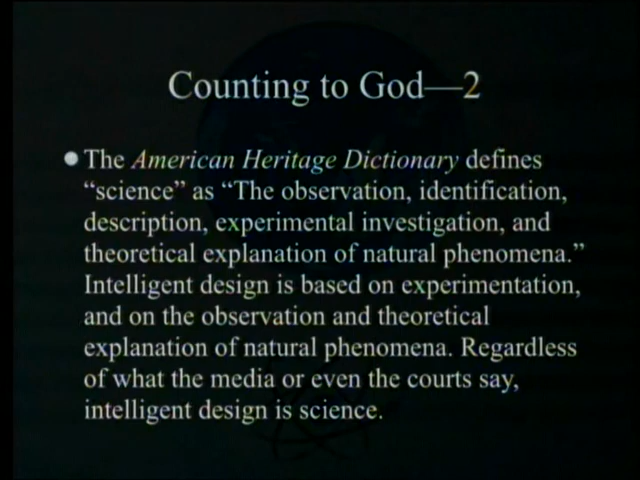 Counting to God—2
The American Heritage Dictionary defines
“science” as “The observation, identification,
description, experimental investigation, and
theoretical explanation of natural phenomena.”
Intelligent design is based on experimentation,
and on the observation and theoretical
explanation of natural phenomena. Regardless
of what the media or even the courts say,
intelligent design is science.